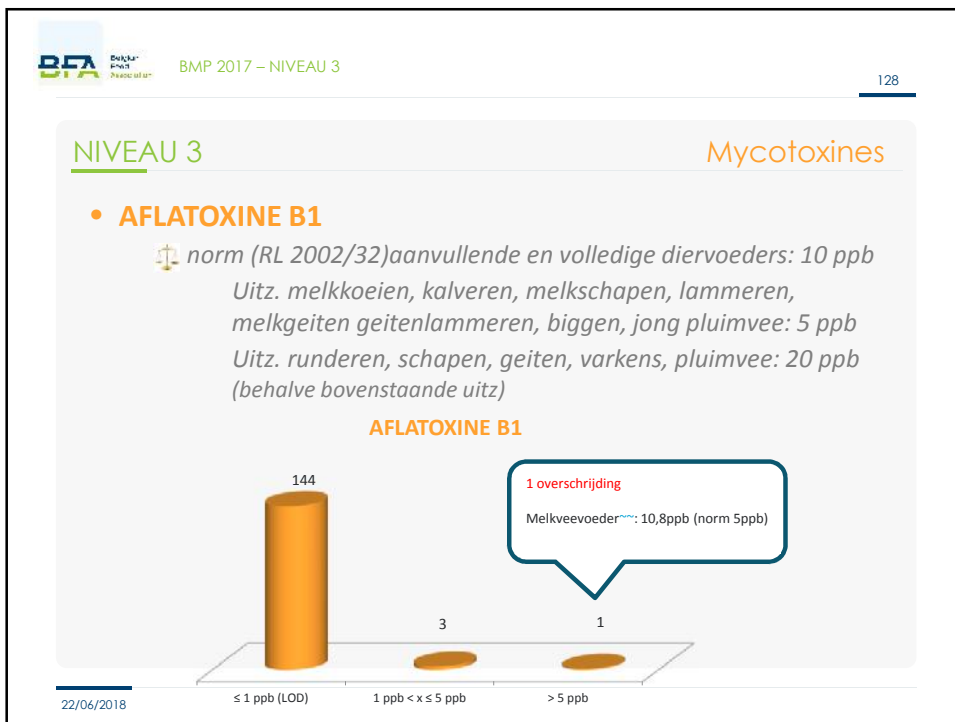 BFA Belgian
Feed
Association
BMP 2017 – NIVEAU 3
128
NIVEAU 3
Mycotoxines
• AFLATOXINE B1
norm (RL 2002/32)aanvullende en volledige diervoeders: 10 ppb
Uitz. melkkoeien, kalveren, melkschapen, lammeren,
melkgeiten geitenlammeren, biggen, jong pluimvee: 5 ppb
Uitz. runderen, schapen, geiten, varkens, pluimvee: 20 ppb
(behalve bovenstaande uitz)
AFLATOXINE B1
144
1 overschrijding
Melkveevoeder~~: 10,8ppb (norm 5ppb)
3
1
≤ 1 ppb (LOD)
1 ppb < x ≤ 5 ppb
> 5 ppb
22/06/2018